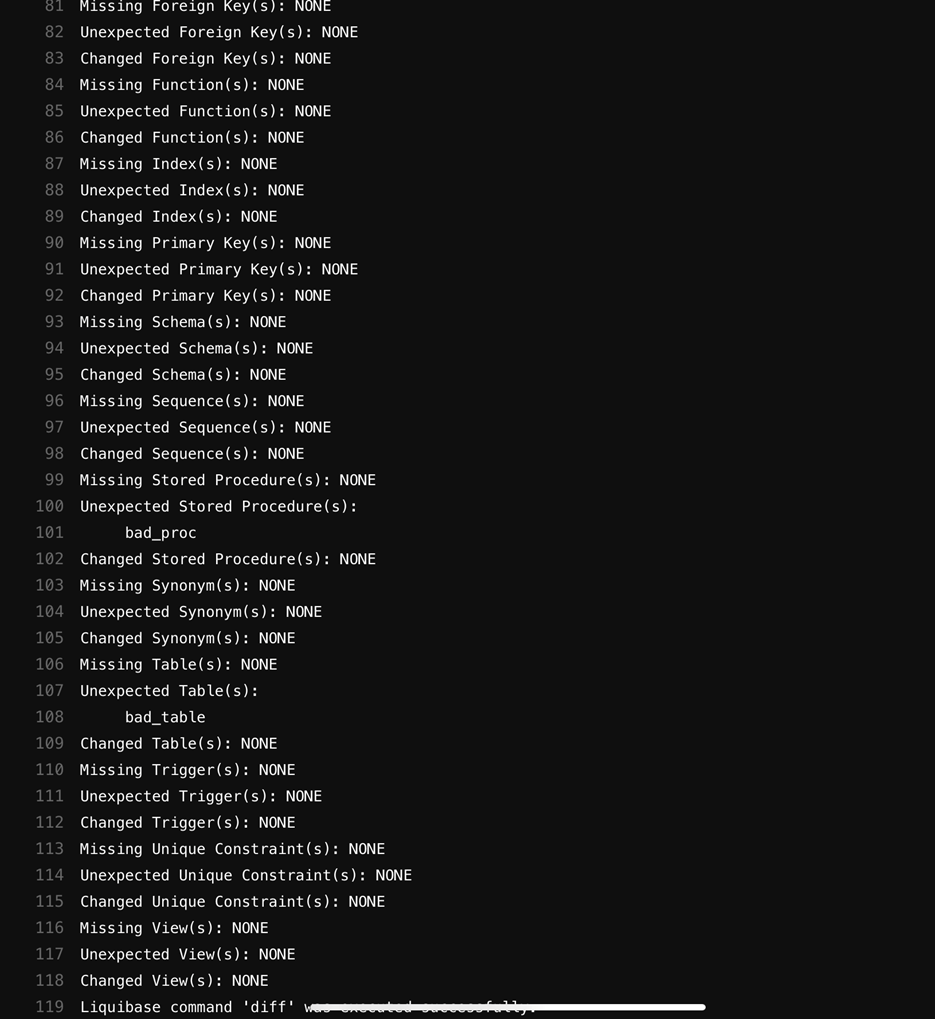 81 Missing Foreign Key(s): NONE
82 Unexpected Foreign Key(s): NONE
83 Changed Foreign Key(s): NONE
84 Missing Function(s): NONE
85 Unexpected Function(s): NONE
86 Changed Function(s): NONE
87 Missing Index(s): NONE
88 Unexpected Index(s): NONE
89 Changed Index(s): NONE
90 Missing Primary Key(s): NONE
91 Unexpected Primary Key(s): NONE
92 Changed Primary Key(s): NONE
93 Missing Schema(s): NONE
94 Unexpected Schema(s): NONE
95 Changed Schema(s): NONE
96 Missing Sequence(s): NONE
97 Unexpected Sequence(s): NONE
98 Changed Sequence(s): NONE
99 Missing Stored Procedure(s): NONE
100 Unexpected Stored Procedure(s):
101 bad_proc
102 Changed Stored Procedure(s): NONE
103 Missing Synonym(s): NONE
104 Unexpected Synonym(s): NONE
105 Changed Synonym(s): NONE
106 Missing Table(s): NONE
107 Unexpected Table(s):
108 bad_table
109 Changed Table(s): NONE
110 Missing Trigger(s): NONE
111 Unexpected Trigger(s): NONE
112 Changed Trigger(s): NONE
113 Missing Unique Constraint(s): NONE
114 Unexpected Unique Constraint(s): NONE
115 Changed Unique Constraint(s): NONE
116 Missing View(s): NONE
117 Unexpected View(s): NONE
118 Changed View(s): NONE
119 Liquibase command 'diff' was executed successfully.